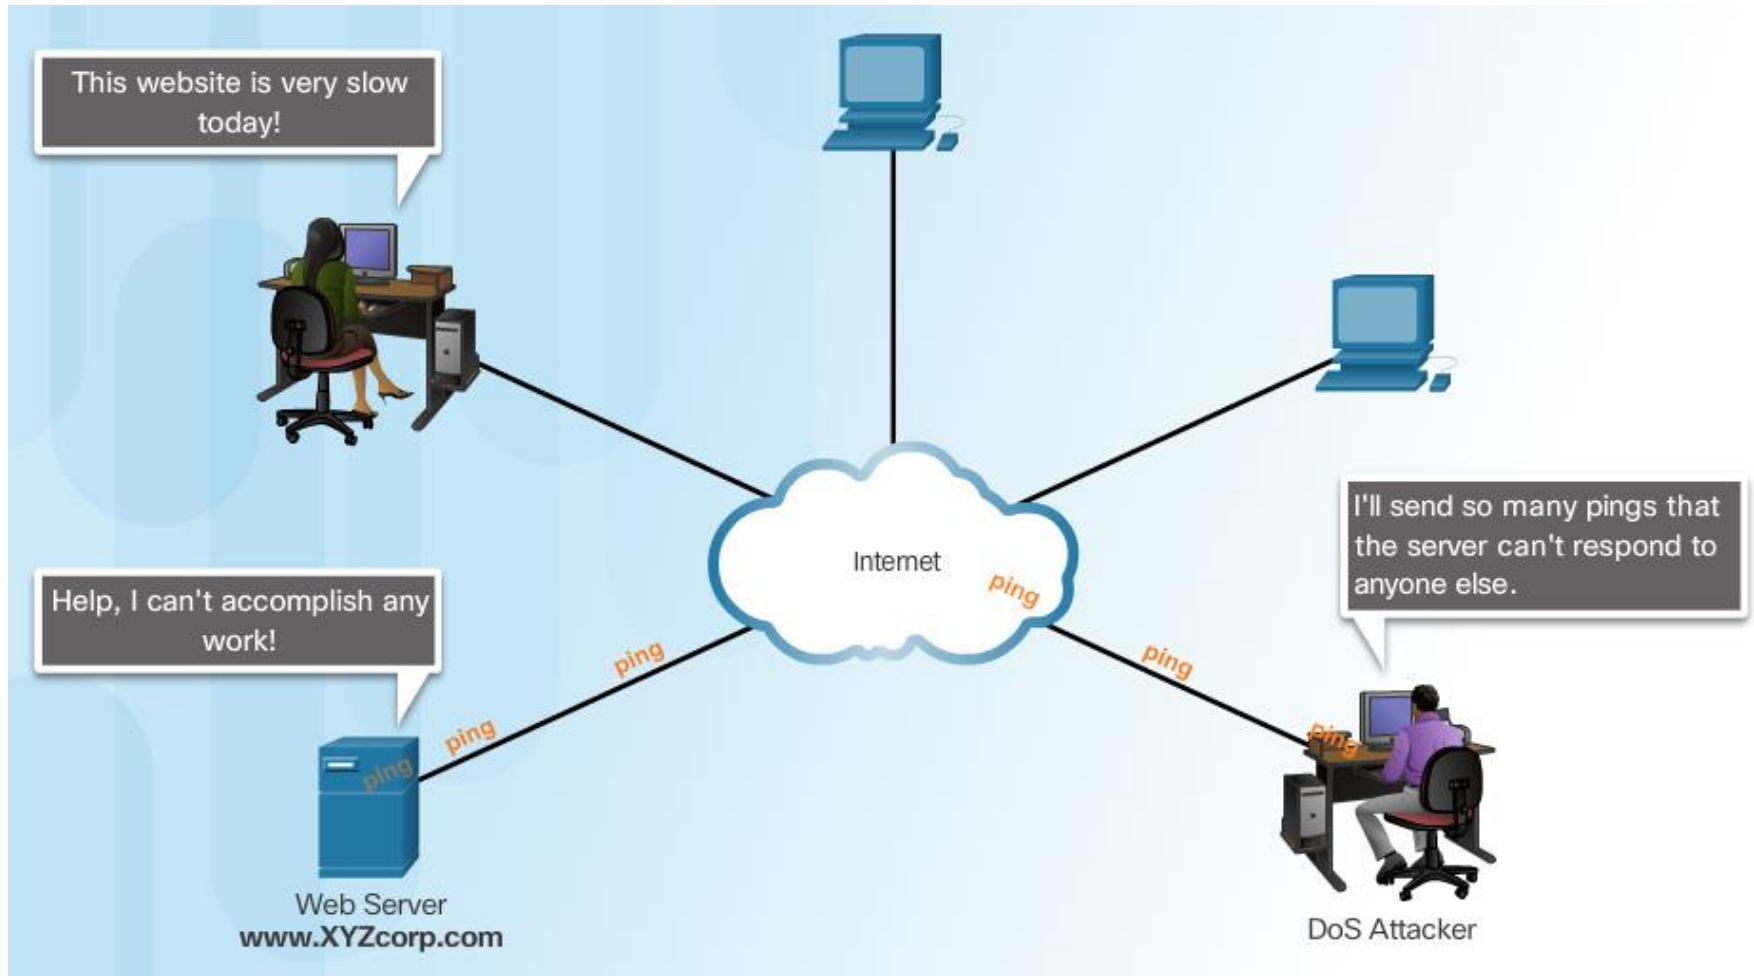 This website is very slow
today!
Internet
ping
I'll send so many pings that
the server can't respond to
anyone else.
Help, I can't accomplish any
work!
ping
ping
ping
ping
ping
Web Server
www.XYZcorp.com
DoS Attacker